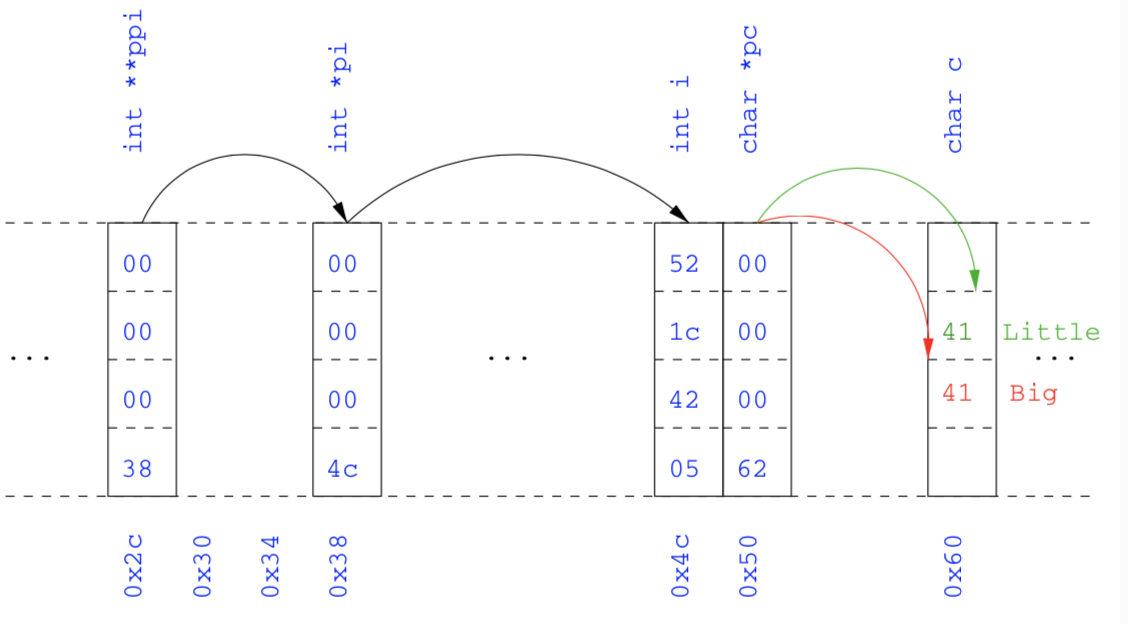 int **ppi
int *pi
int i
char *pc
char c
00 00 52 00
00 00 1c 00 41 Little
... ... ...
00 00 42 00 41 Big
38 4c 05 62
0x2c
0x30
0x34
0x38
0x4c
0x50
0x60